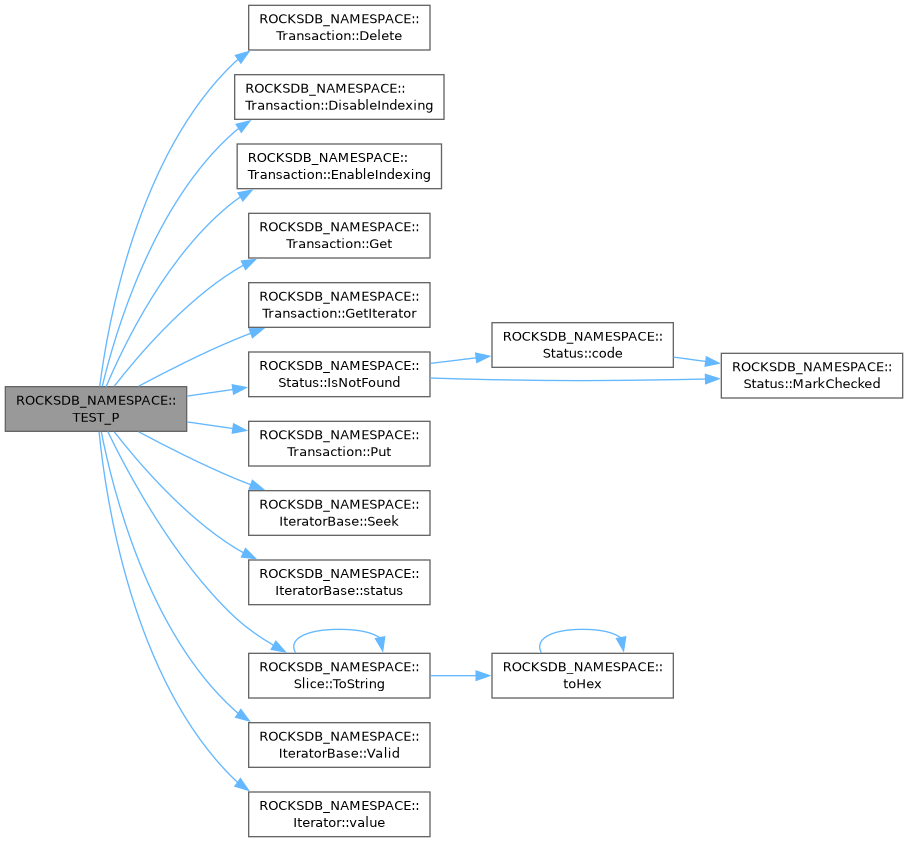 ROCKSDB_NAMESPACE::
TEST_P
ROCKSDB_NAMESPACE::
Transaction::Delete
ROCKSDB_NAMESPACE::
Transaction::DisableIndexing
ROCKSDB_NAMESPACE::
Transaction::EnableIndexing
ROCKSDB_NAMESPACE::
Transaction::Get
ROCKSDB_NAMESPACE::
Transaction::GetIterator
ROCKSDB_NAMESPACE::
Status::IsNotFound
ROCKSDB_NAMESPACE::
Status::code
ROCKSDB_NAMESPACE::
Status::MarkChecked
ROCKSDB_NAMESPACE::
Transaction::Put
ROCKSDB_NAMESPACE::
IteratorBase::Seek
ROCKSDB_NAMESPACE::
IteratorBase::status
ROCKSDB_NAMESPACE::
Slice::ToString
ROCKSDB_NAMESPACE::
toHex
ROCKSDB_NAMESPACE::
IteratorBase::Valid
ROCKSDB_NAMESPACE::
Iterator::value